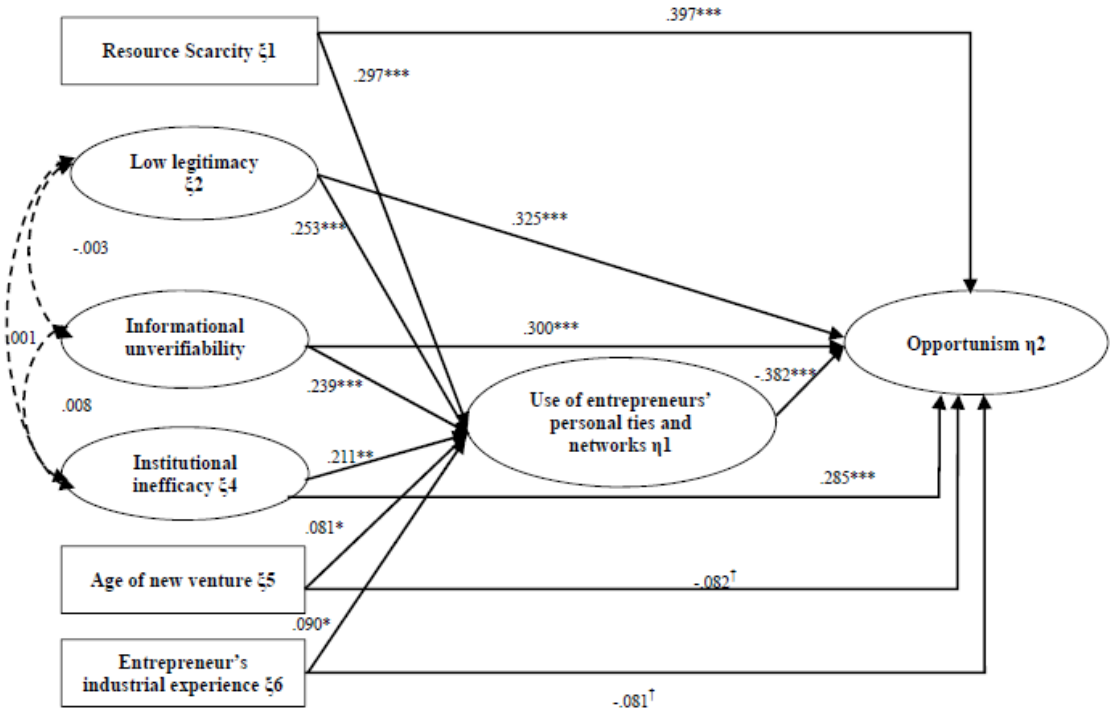 .397***
Resource Scarcity ξ1
.297***
Low legitimacy
ξ2
.325***
.253***
-.003
Informational
unverifiability
.300***
Opportunism η2
.001
.239***
-.382***
Use of entrepreneurs’
personal ties and
networks η1
.008
Institutional
inefficacy ξ4
.211**
.285***
.081*
Age of new venture ξ5
-.082†
.090*
Entrepreneur’s
industrial experience ξ6
-.081†